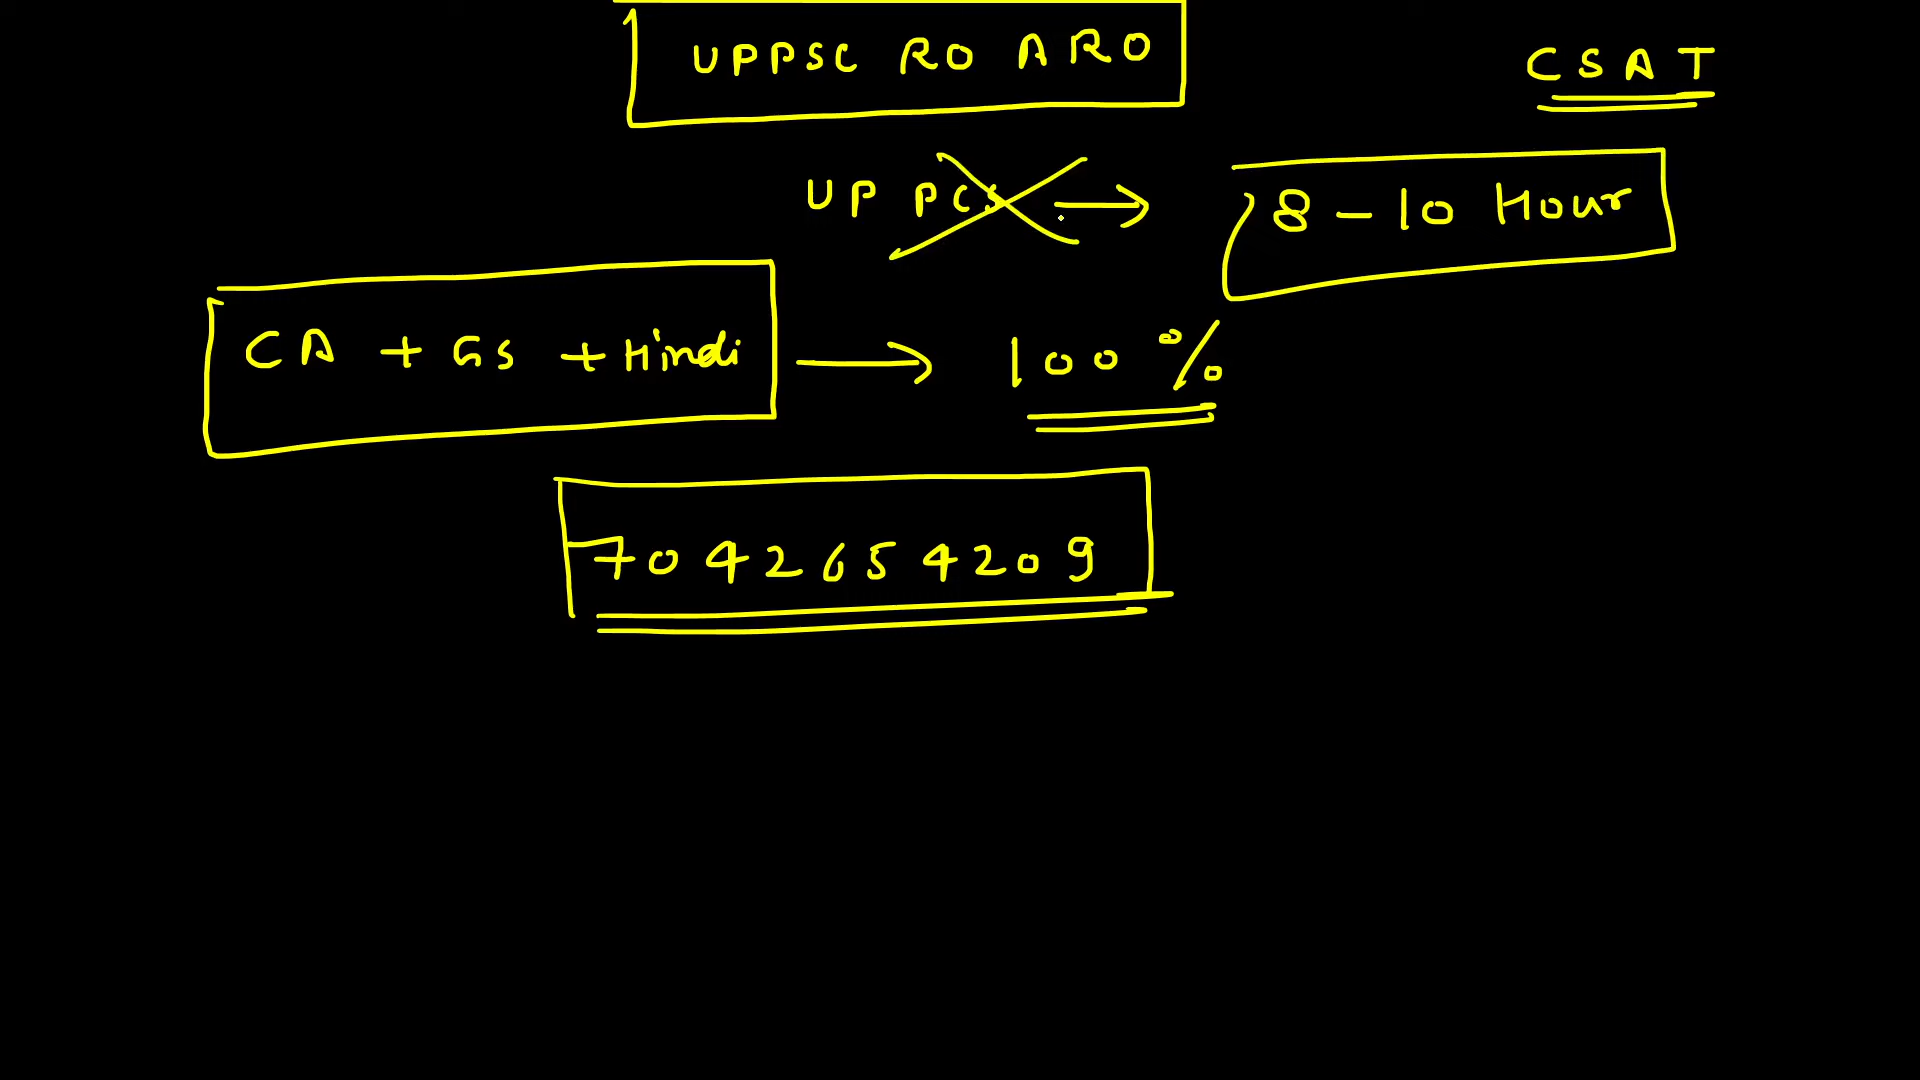 UPPSC RO ARO
CSAT
UP PCS → 8 - 10 Hour
CA + GS + Hindi → 100 %
7042654209